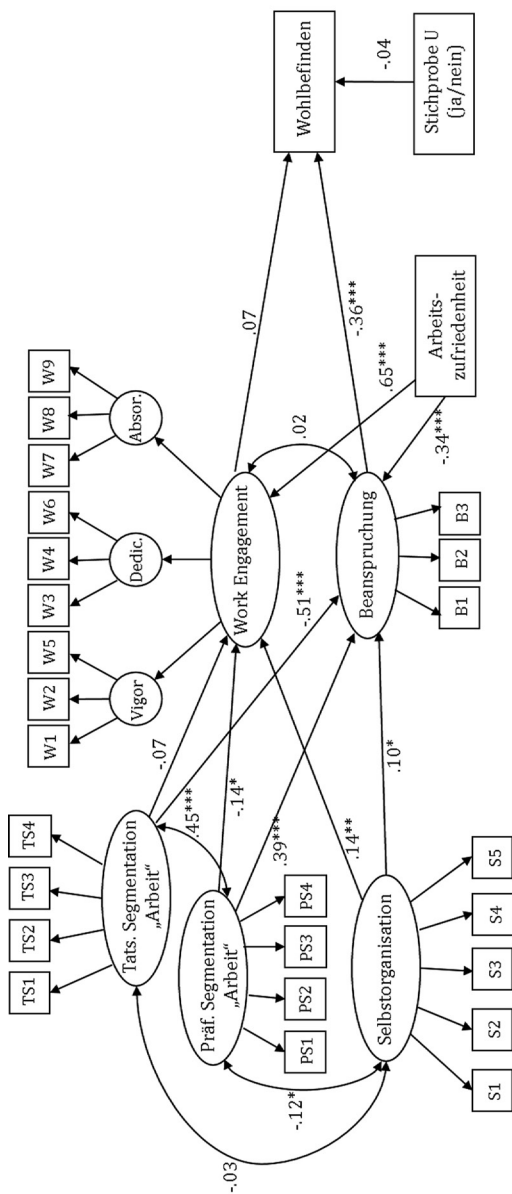 TS1
TS2
TS3
TS4
Tats. Segmentation
„Arbeit“
W1
W2
W5
W3
W4
W6
W7
W8
W9
Vigor
Dedic.
Absor.
-.03
.45***
-.07
-.14*
-.51***
Präf. Segmentation
„Arbeit“
PS1
PS2
PS3
PS4
.39***
-.12*
.14**
Work Engagement
.07
.02
.65***
-.36***
Wohlbefinden
-.04
Stichprobe U
(ja/nein)
Selbstorganisation
S1
S2
S3
S4
S5
.10*
Beanspruchung
B1
B2
B3
-.34***
Arbeits-
zufriedenheit